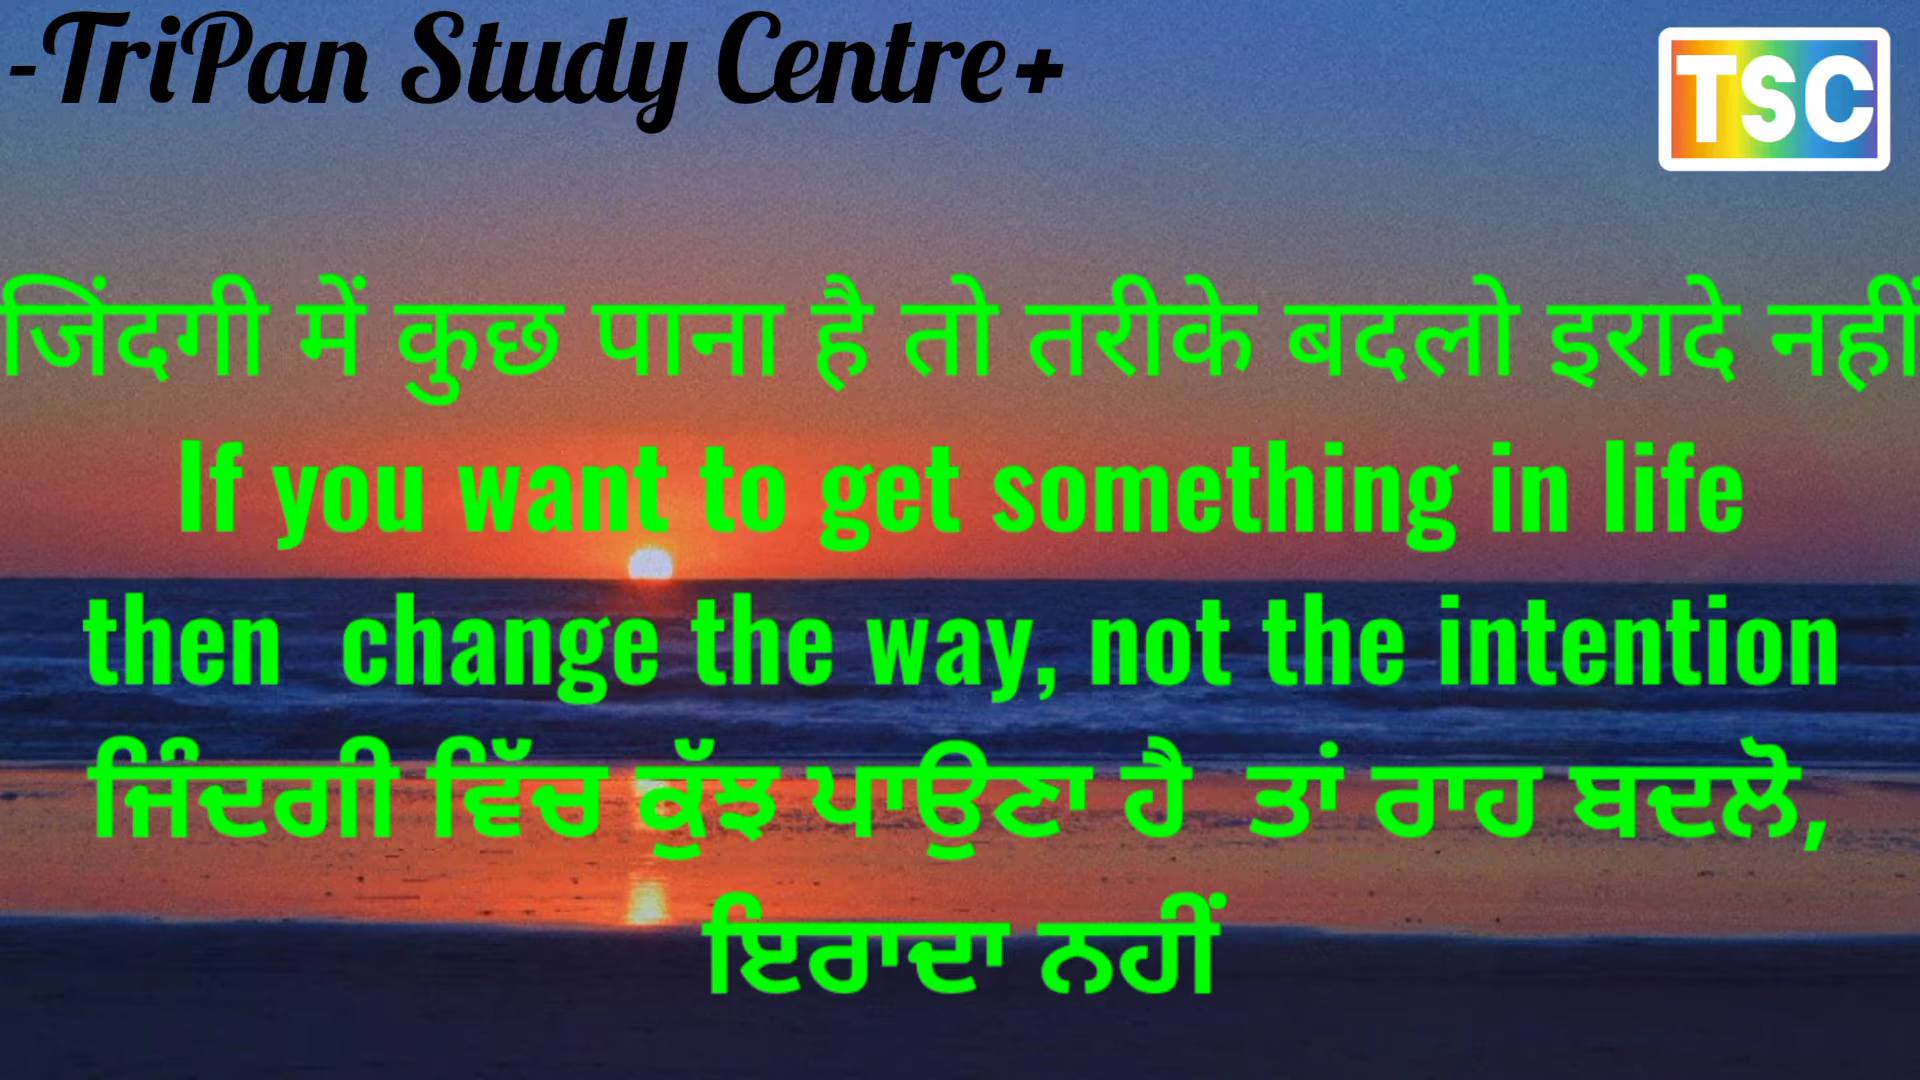 -TriPan Study Centre+
TSC
जिंदगी में कुछ पाना है तो तरीके बदलो इरादे नहीं
If you want to get something in life
then  change the way, not the intention
ਜਿੰਦਗੀ ਵਿੱਚ ਕੁੱਝ ਪਾਉਣਾ ਹੈ  ਤਾਂ ਰਾਹ ਬਦਲੋ,
ਇਰਾਦਾ ਨਹੀਂ